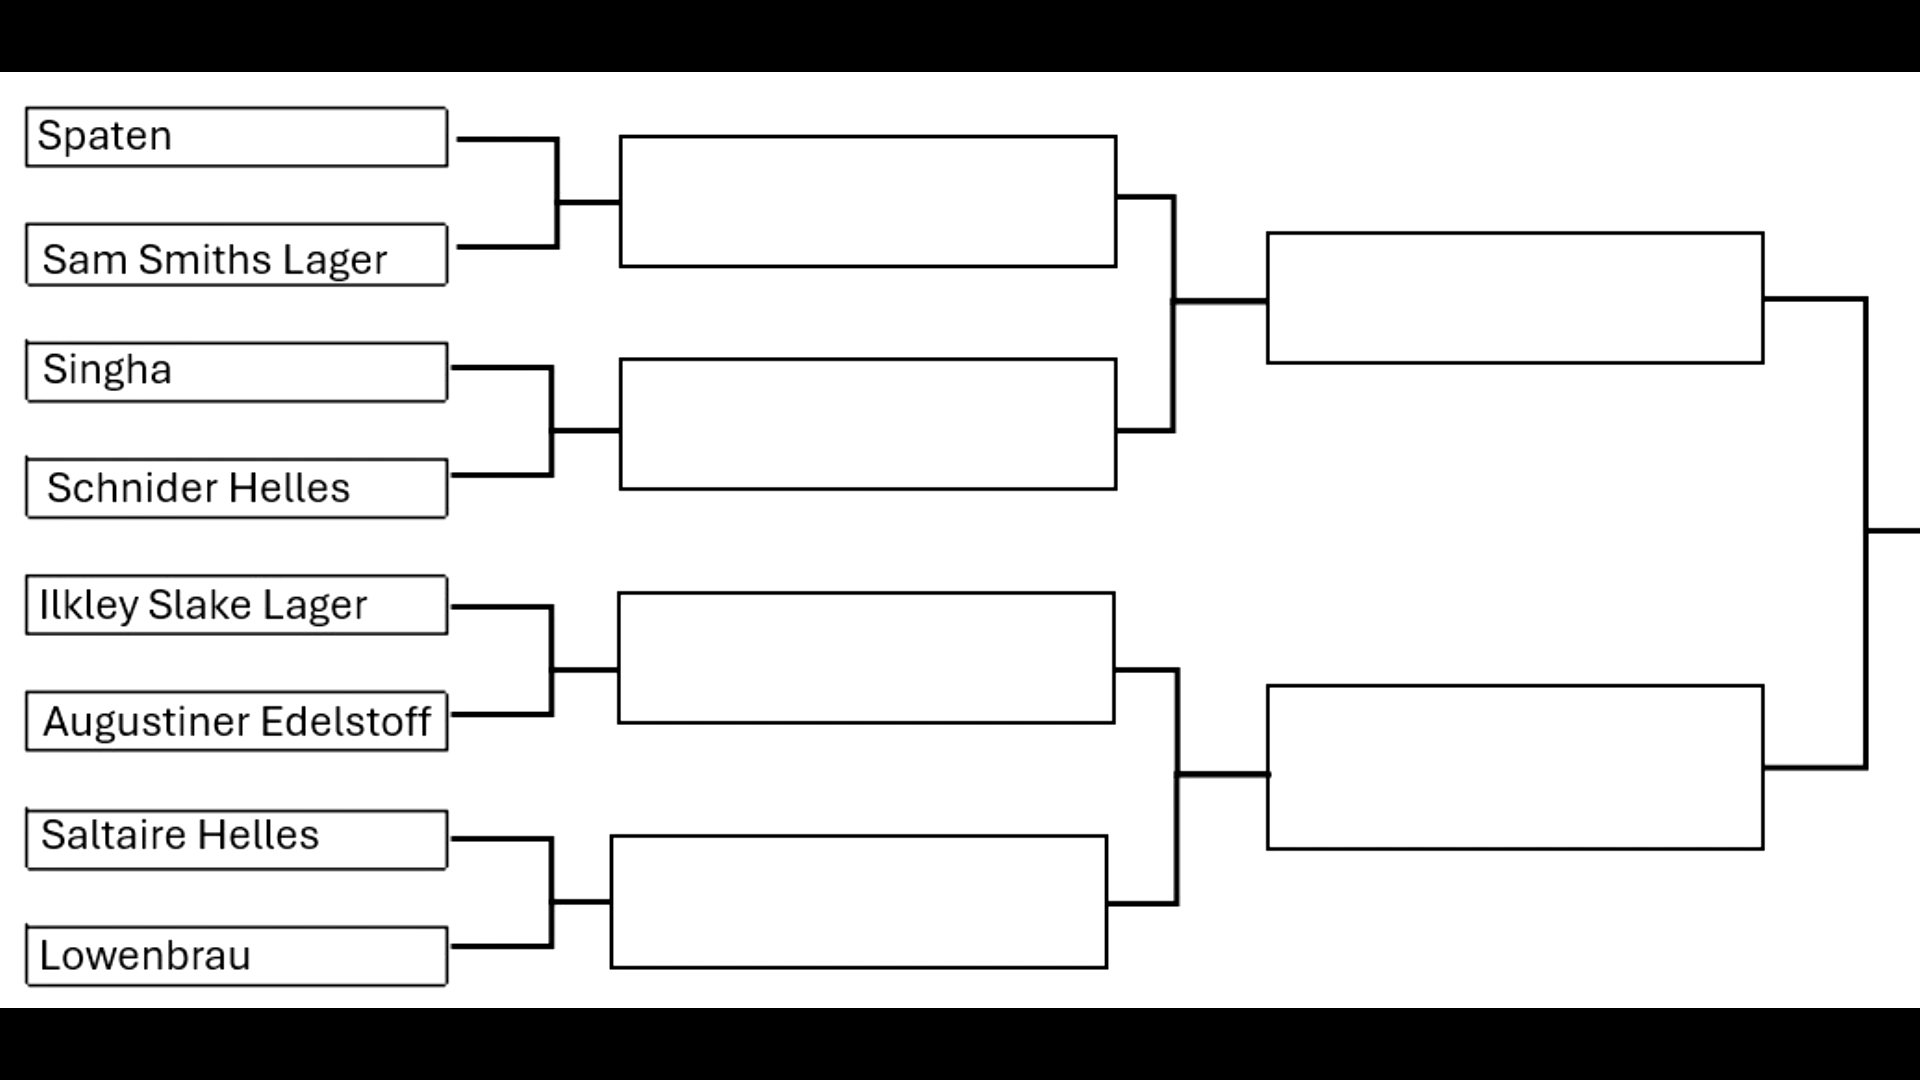 Spaten
Sam Smiths Lager
Singha
Schnider Helles
Ilkley Slake Lager
Augustiner Edelstoff
Saltaire Helles
Lowenbrau